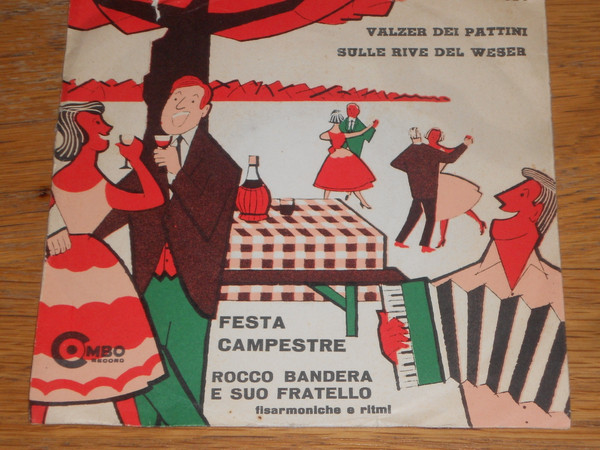 VALZER DEI PATTINI
SULLE RIVE DEL WESER
FESTA
CAMPESTRE
COMBO
RECORD
ROCCO BANDERA
E SUO FRATELLO
fisarmoniche e ritmi